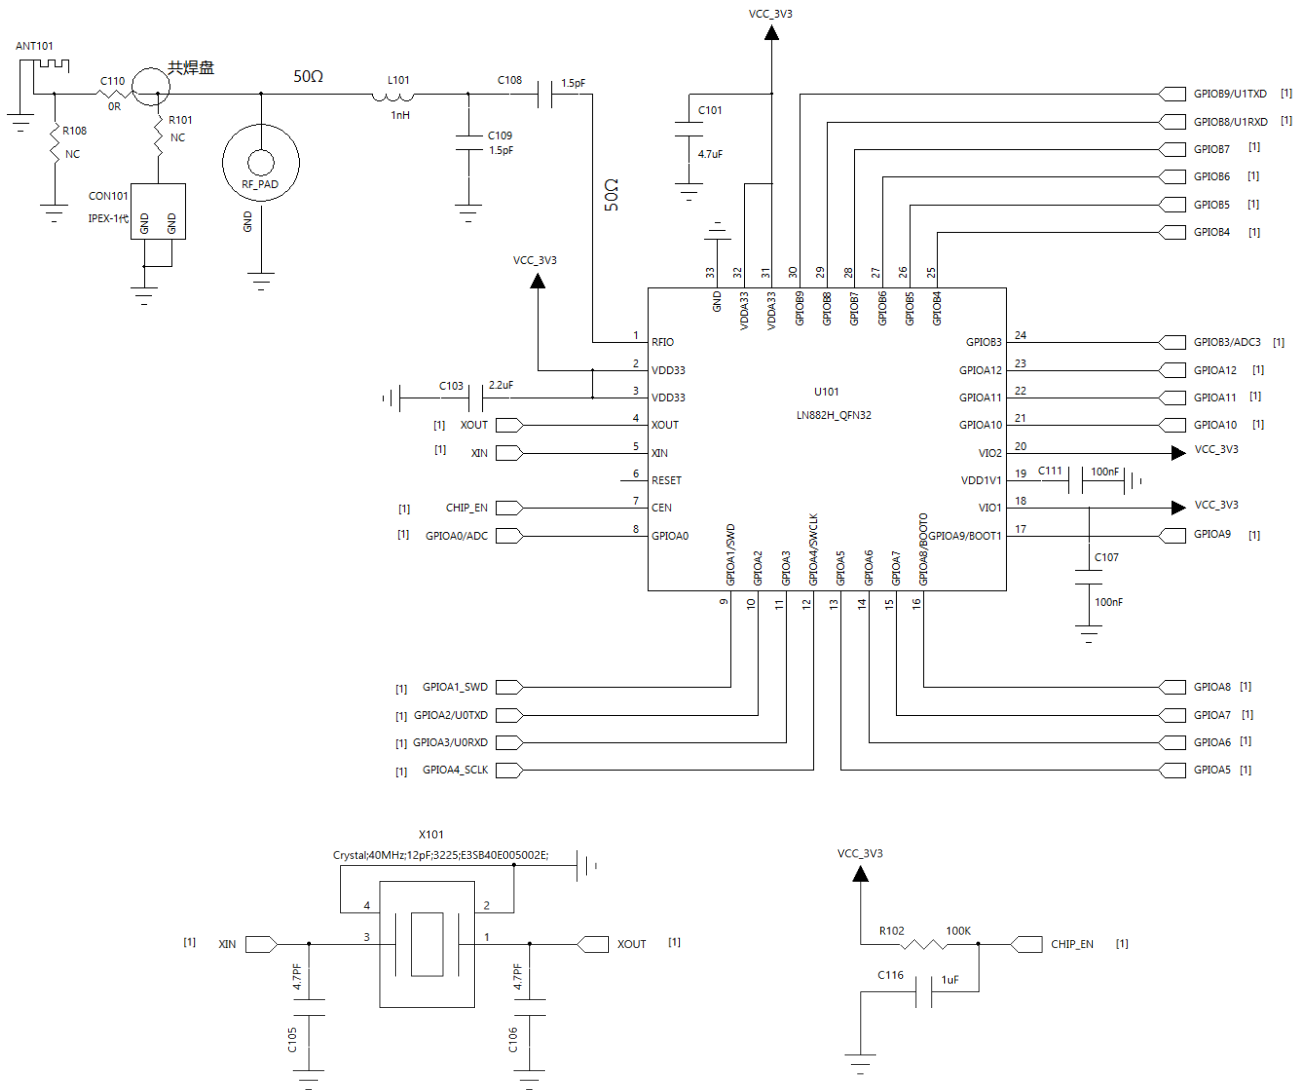 VCC_3V3
ANT101
共焊盘
C110
0R
50Ω
L101
1nH
C108
1.5pF
R108
NC
R101
NC
C109
1.5pF
CON101
IPEX-1代
GND
GND
RF_PAD
GND
50Ω
C101
4.7uF
GPIOB9/U1TXD [1]
GPIOB8/U1RXD [1]
GPIOB7 [1]
GPIOB6 [1]
GPIOB5 [1]
GPIOB4 [1]
VCC_3V3
33
32
31
30
29
28
27
26
25
GND
VDDA33
VDDA33
GPIOB9
GPIOB8
GPIOB7
GPIOB6
GPIOB5
GPIOB4
1 RFIO
2 VDD33
C103
2.2uF
3 VDD33
[1] XOUT
4 XOUT
[1] XIN
5 XIN
6 RESET
[1] CHIP_EN
7 CEN
[1] GPIOA0/ADC
8 GPIOA0
U101
LN882H_QFN32
GPIOB3 24 GPIOB3/ADC3 [1]
GPIOA12 23 GPIOA12 [1]
GPIOA11 22 GPIOA11 [1]
GPIOA10 21 GPIOA10 [1]
VIO2 20 VCC_3V3
VDD1V1 19 C111 100nF
VIO1 18 VCC_3V3
GPIOA9/BOOT1 17 GPIOA9 [1]
C107
100nF
GPIOA1/SWD
GPIOA2
GPIOA3
GPIOA4/SWCLK
GPIOA5
GPIOA6
GPIOA7
GPIOA8/BOOT0
9
10
11
12
13
14
15
16
[1] GPIOA1_SWD
[1] GPIOA2/U0TXD
[1] GPIOA3/U0RXD
[1] GPIOA4_SCLK
GPIOA8 [1]
GPIOA7 [1]
GPIOA6 [1]
GPIOA5 [1]
X101
Crystal;40MHz;12pF;3225;E3SB40E005002E;
4
2
3
1
[1] XIN
XOUT [1]
4.7PF
C105
4.7PF
C106
VCC_3V3
R102
100K
CHIP_EN [1]
C116
1uF